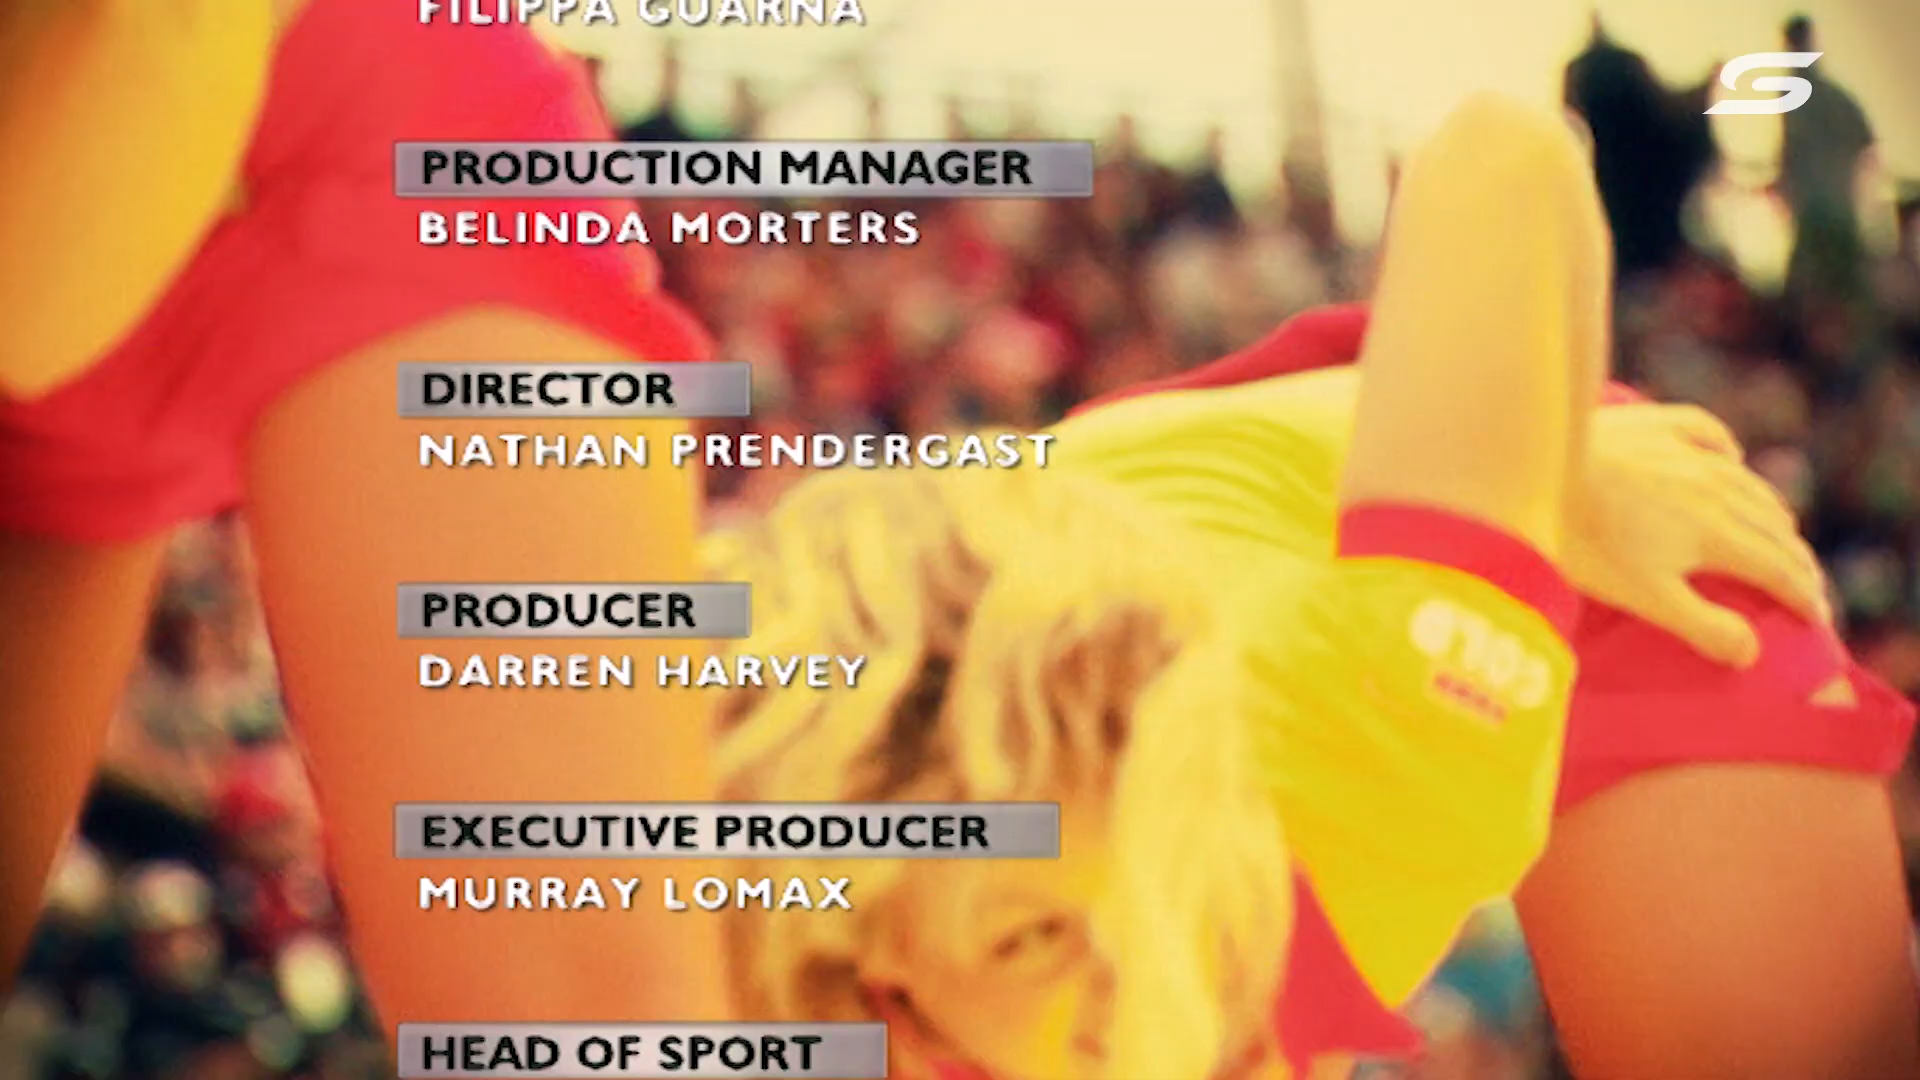 FILIPPA GUARNA
PRODUCTION MANAGER
BELINDA MORTERS
DIRECTOR
NATHAN PRENDERGAST
PRODUCER
DARREN HARVEY
EXECUTIVE PRODUCER
MURRAY LOMAX
HEAD OF SPORT